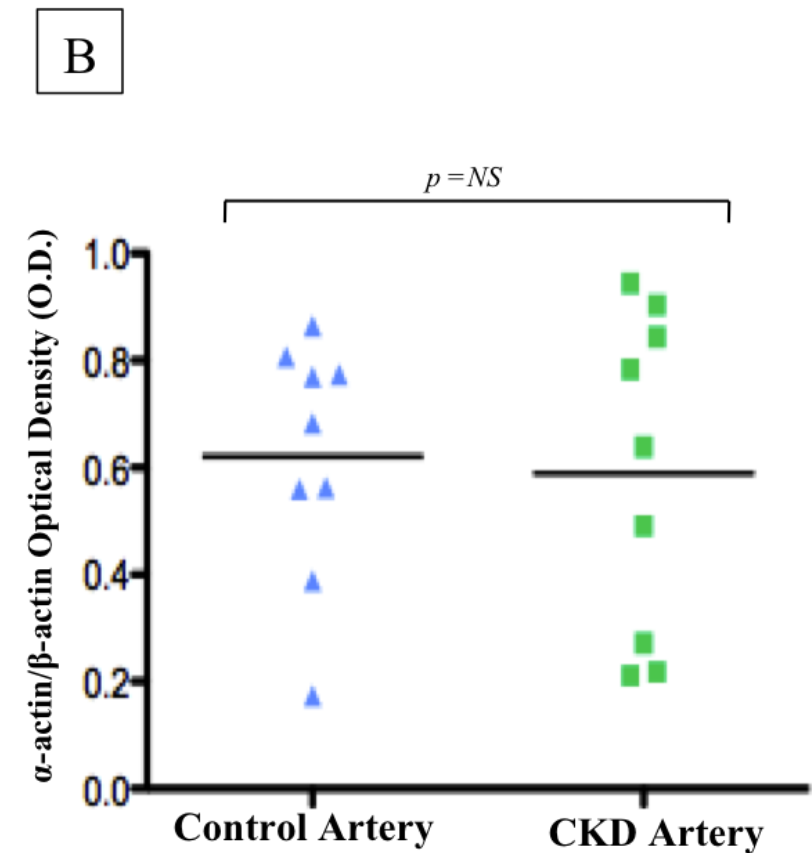 B
p = NS
α-actin/β-actin Optical Density (O.D.)
1.0
0.8
0.6
0.4
0.2
0.0
Control Artery
CKD Artery